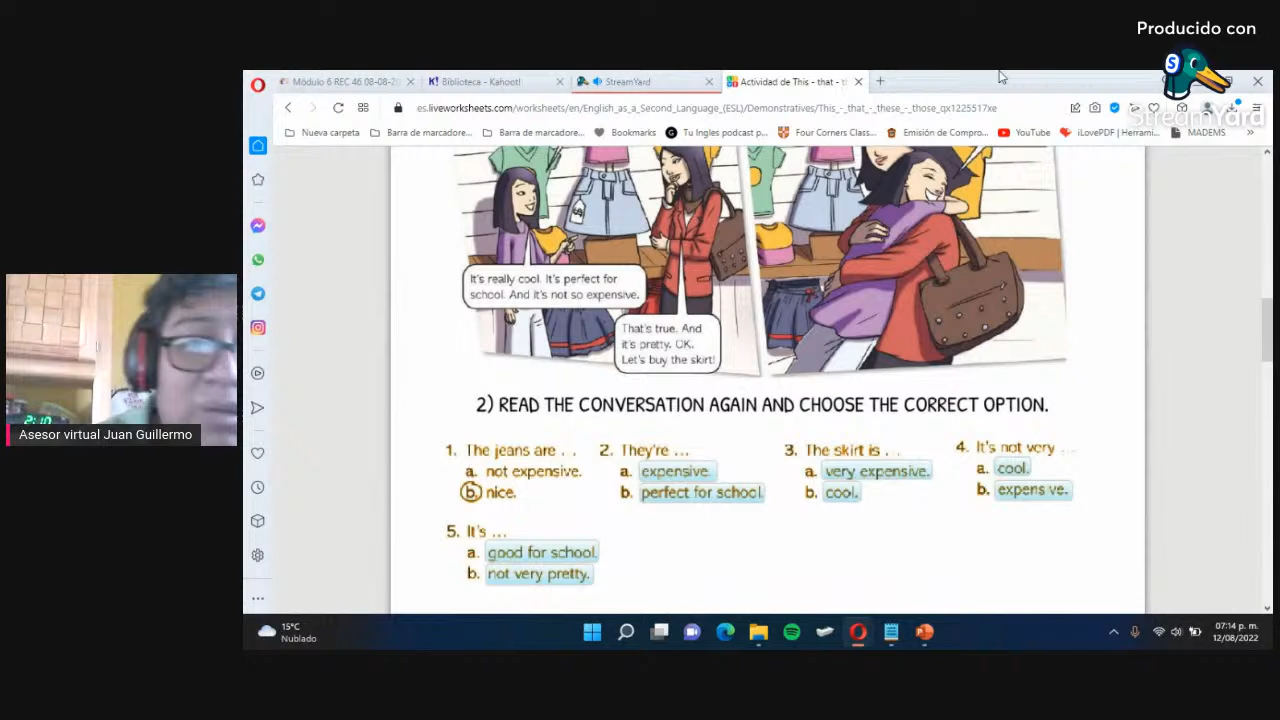 Producido con
StreamYard
Módulo 6 REC 46 08-08-20
K! Biblioteca - Kahoot!
StreamYard
Actividad de This - that - t
es.liveworksheets.com/worksheets/en/English_as_a_Second_Language_(ESL)/Demonstratives/This_-_that_-_these_-_those_qx1225517xe
Nueva carpeta
Barra de marcadore...
Barra de marcadore...
Bookmarks
Tu Ingles podcast p...
Four Corners Class...
Emisión de Compro...
YouTube
iLovePDF | Herrami...
MADEMS
It's really cool. It's perfect for
school. And it's not so expensive.
That's true. And
it's pretty. OK.
Let's buy the skirt!
2) READ THE CONVERSATION AGAIN AND CHOOSE THE CORRECT OPTION.
1. The jeans are . .
a. not expensive.
b. nice.
2. They're ...
a. expensive.
b. perfect for school.
3. The skirt is ...
a. very expensive.
b. cool.
4. It's not very ...
a. cool.
b. expens ve.
5. It's ...
a. good for school.
b. not very pretty.
2:10
Asesor virtual Juan Guillermo
15°C
Nublado
07:14 p. m.
12/08/2022